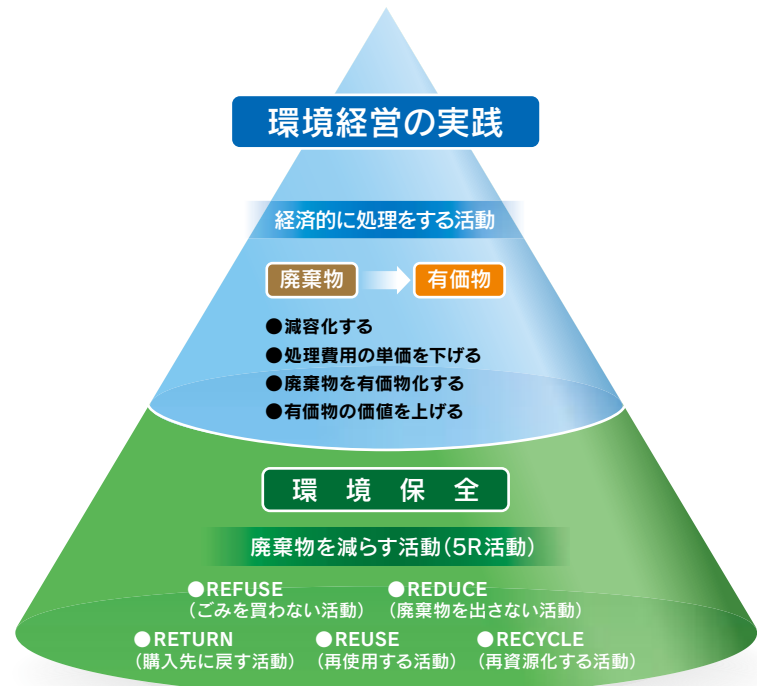 環境経営の実践
経済的に処理をする活動
廃棄物 有価物
●減容化する
●処理費用の単価を下げる
●廃棄物を有価物化する
●有価物の価値を上げる
環境保全
廃棄物を減らす活動(5R活動)
●REFUSE ●REDUCE
(ごみを買わない活動) (廃棄物を出さない活動)
●RETURN ●REUSE ●RECYCLE
(購入先に戻す活動) (再使用する活動) (再資源化する活動)